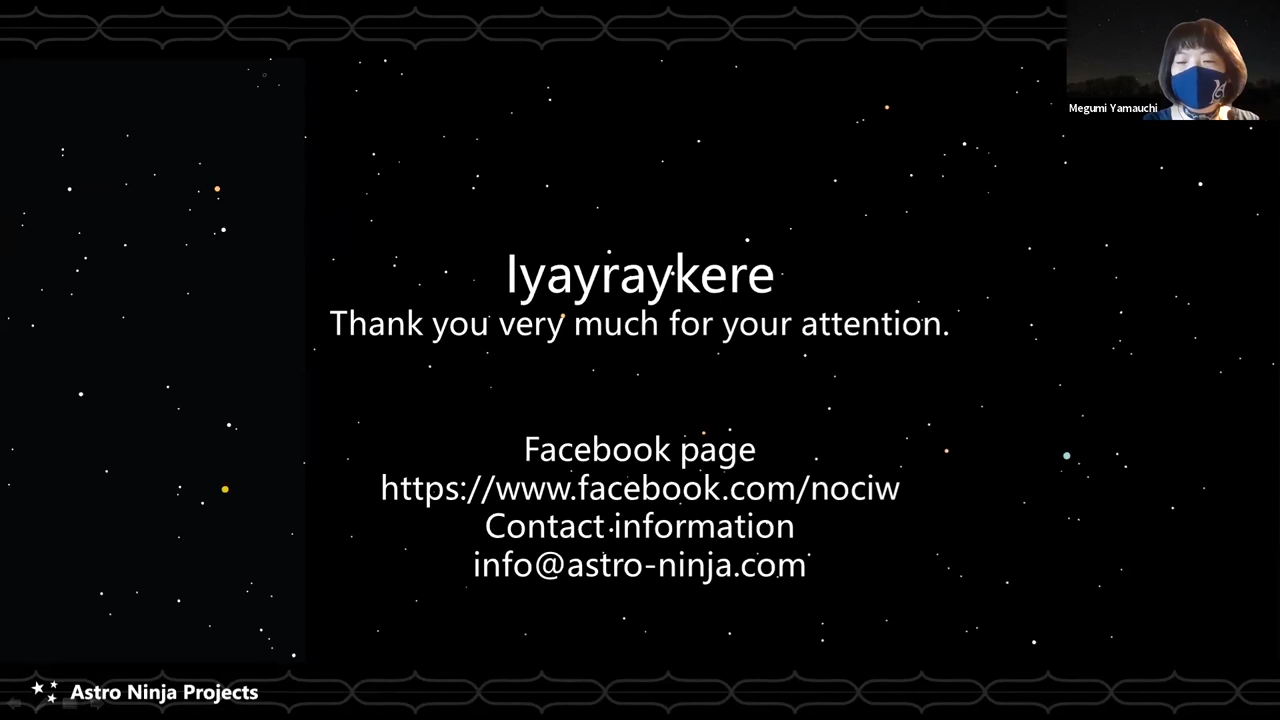 Megumi Yamauchi
Iyayraykere
Thank you very much for your attention.
Facebook page
https://www.facebook.com/nociw
Contact information
info@astro-ninja.com
Astro Ninja Projects